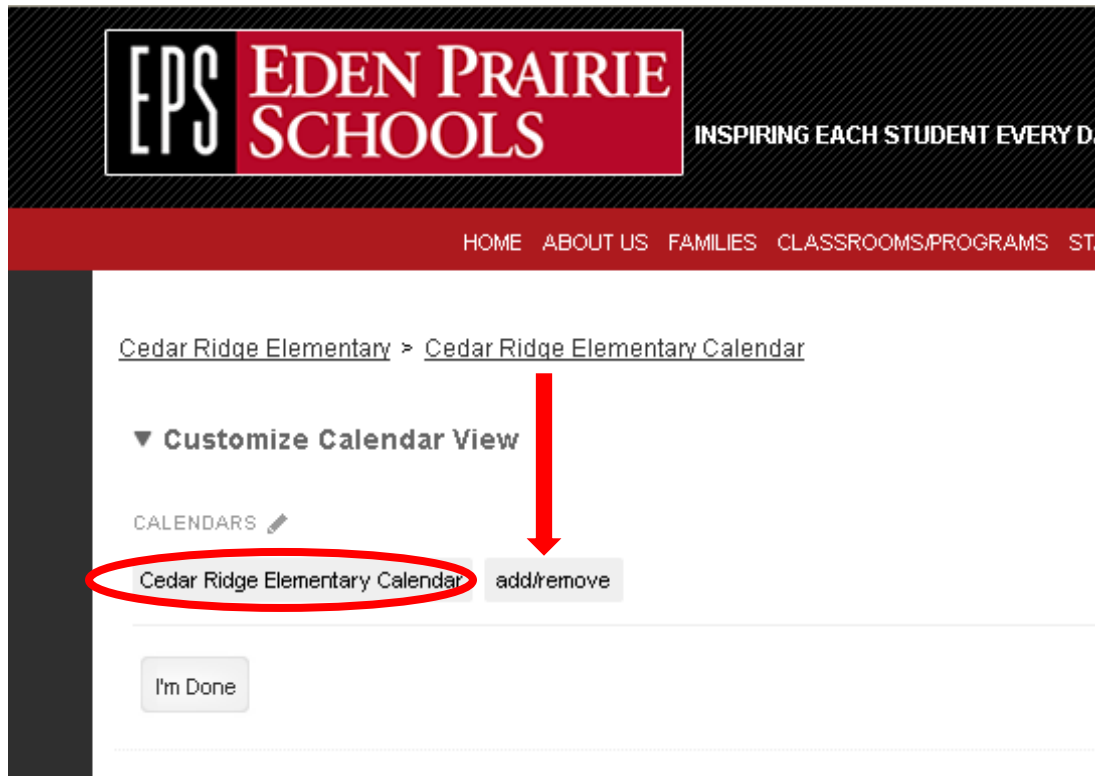 EPS EDEN PRAIRIE
SCHOOLS
INSPIRING EACH STUDENT EVERY
HOME ABOUT US FAMILIES CLASSROOMS/PROGRAMS
Cedar Ridge Elementary > Cedar Ridge Elementary Calendar
▼ Customize Calendar View
CALENDARS
Cedar Ridge Elementary Calendar add/remove
I'm Done